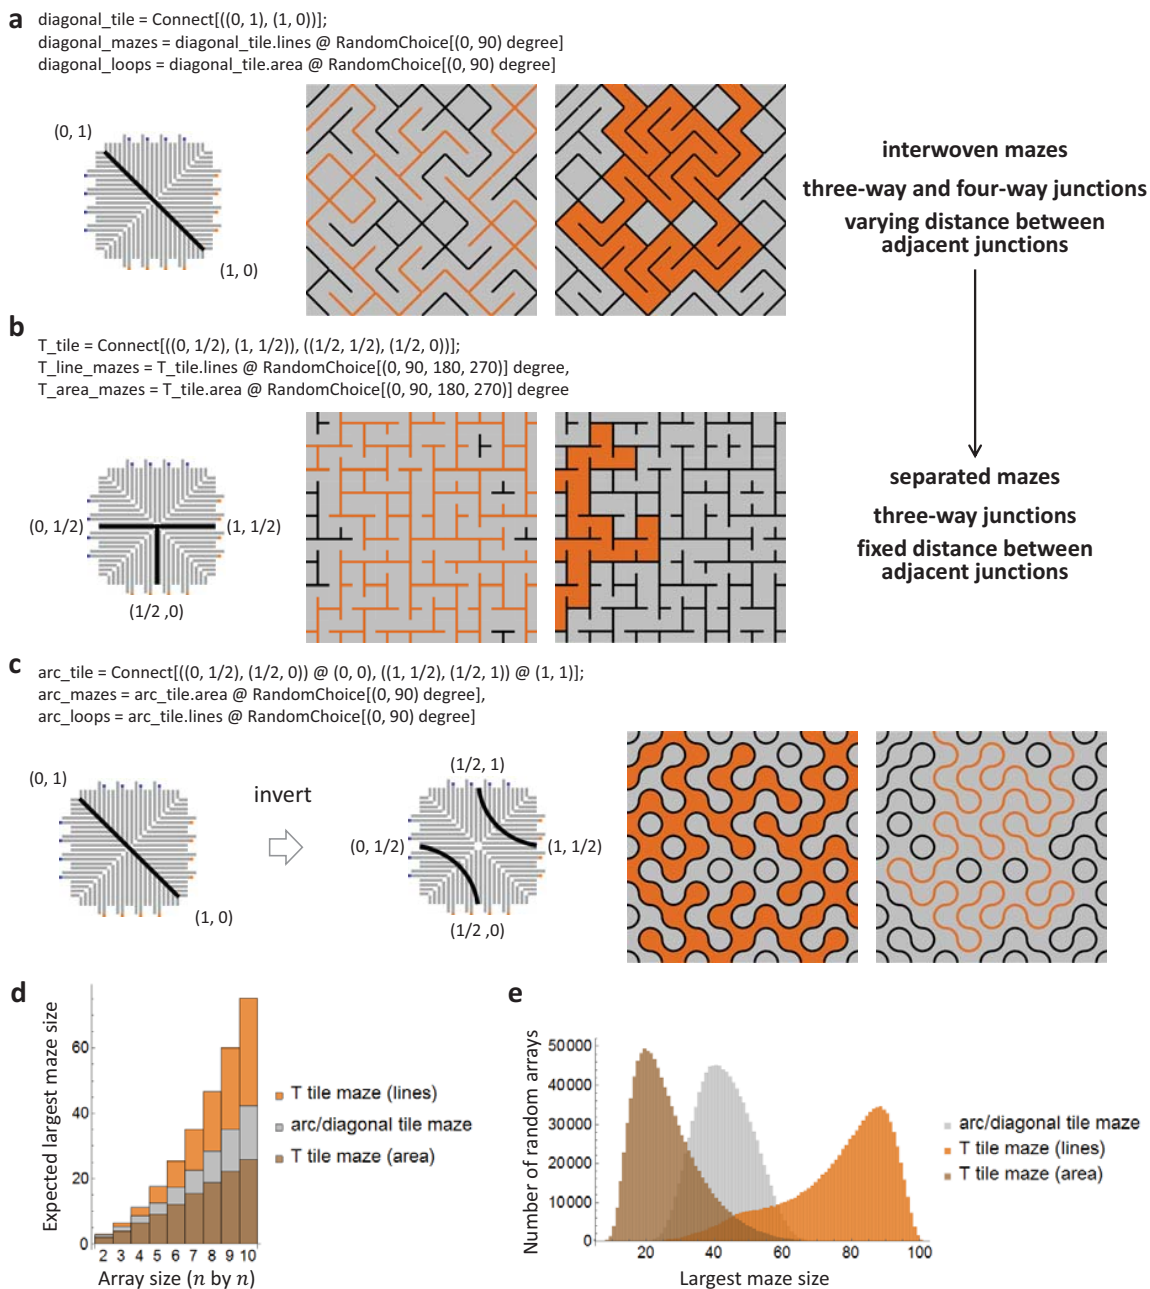 a
diagonal_tile = Connect[((0, 1), (1, 0))];
diagonal_mazes = diagonal_tile.lines @ RandomChoice[(0, 90) degree]
diagonal_loops = diagonal_tile.area @ RandomChoice[(0, 90) degree]
(0, 1)
(1, 0)
interwoven mazes
three-way and four-way junctions
varying distance between
adjacent junctions
b
T_tile = Connect[((0, 1/2), (1, 1/2)), ((1/2, 1/2), (1/2, 0))];
T_line_mazes = T_tile.lines @ RandomChoice[(0, 90, 180, 270)] degree,
T_area_mazes = T_tile.area @ RandomChoice[(0, 90, 180, 270)] degree
(0, 1/2)
(1, 1/2)
(1/2 ,0)
separated mazes
three-way junctions
fixed distance between
adjacent junctions
c
arc_tile = Connect[((0, 1/2), (1/2, 0)) @ (0, 0), ((1, 1/2), (1/2, 1)) @ (1, 1)];
arc_mazes = arc_tile.area @ RandomChoice[(0, 90) degree],
arc_loops = arc_tile.lines @ RandomChoice[(0, 90) degree]
(0, 1)
(1, 0)
invert
(1/2, 1)
(0, 1/2)
(1, 1/2)
(1/2 ,0)
d
Expected largest maze size
60
40
20
0
2 3 4 5 6 7 8 9 10
Array size (n by n)
T tile maze (lines)
arc/diagonal tile maze
T tile maze (area)
e
Number of random arrays
50000
40000
30000
20000
10000
0
20 40 60 80 100
Largest maze size
arc/diagonal tile maze
T tile maze (lines)
T tile maze (area)